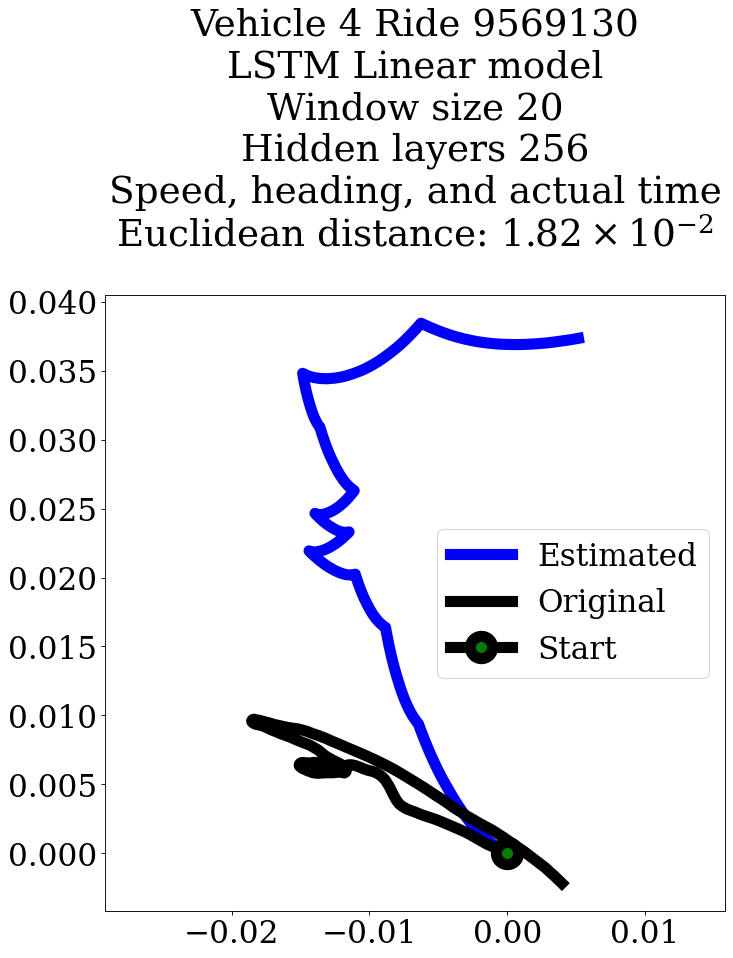 Vehicle 4 Ride 9569130
LSTM Linear model
Window size 20
Hidden layers 256
Speed, heading, and actual time
Euclidean distance: 1.82 × 10⁻²
0.040
0.035
0.030
0.025
0.020
0.015
0.010
0.005
0.000
Estimated
Original
Start
−0.02 −0.01 0.00 0.01